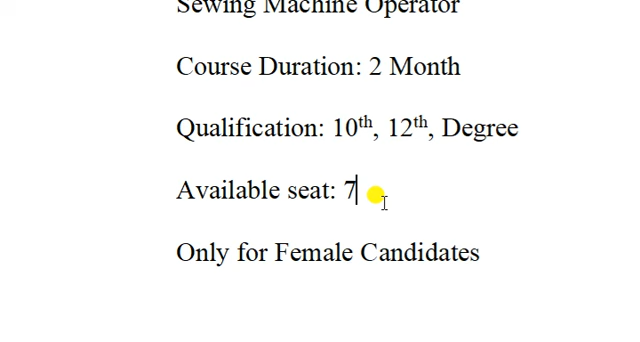 Sewing Machine Operator
Course Duration: 2 Month
Qualification: 10th, 12th, Degree
Available seat: 7
Only for Female Candidates